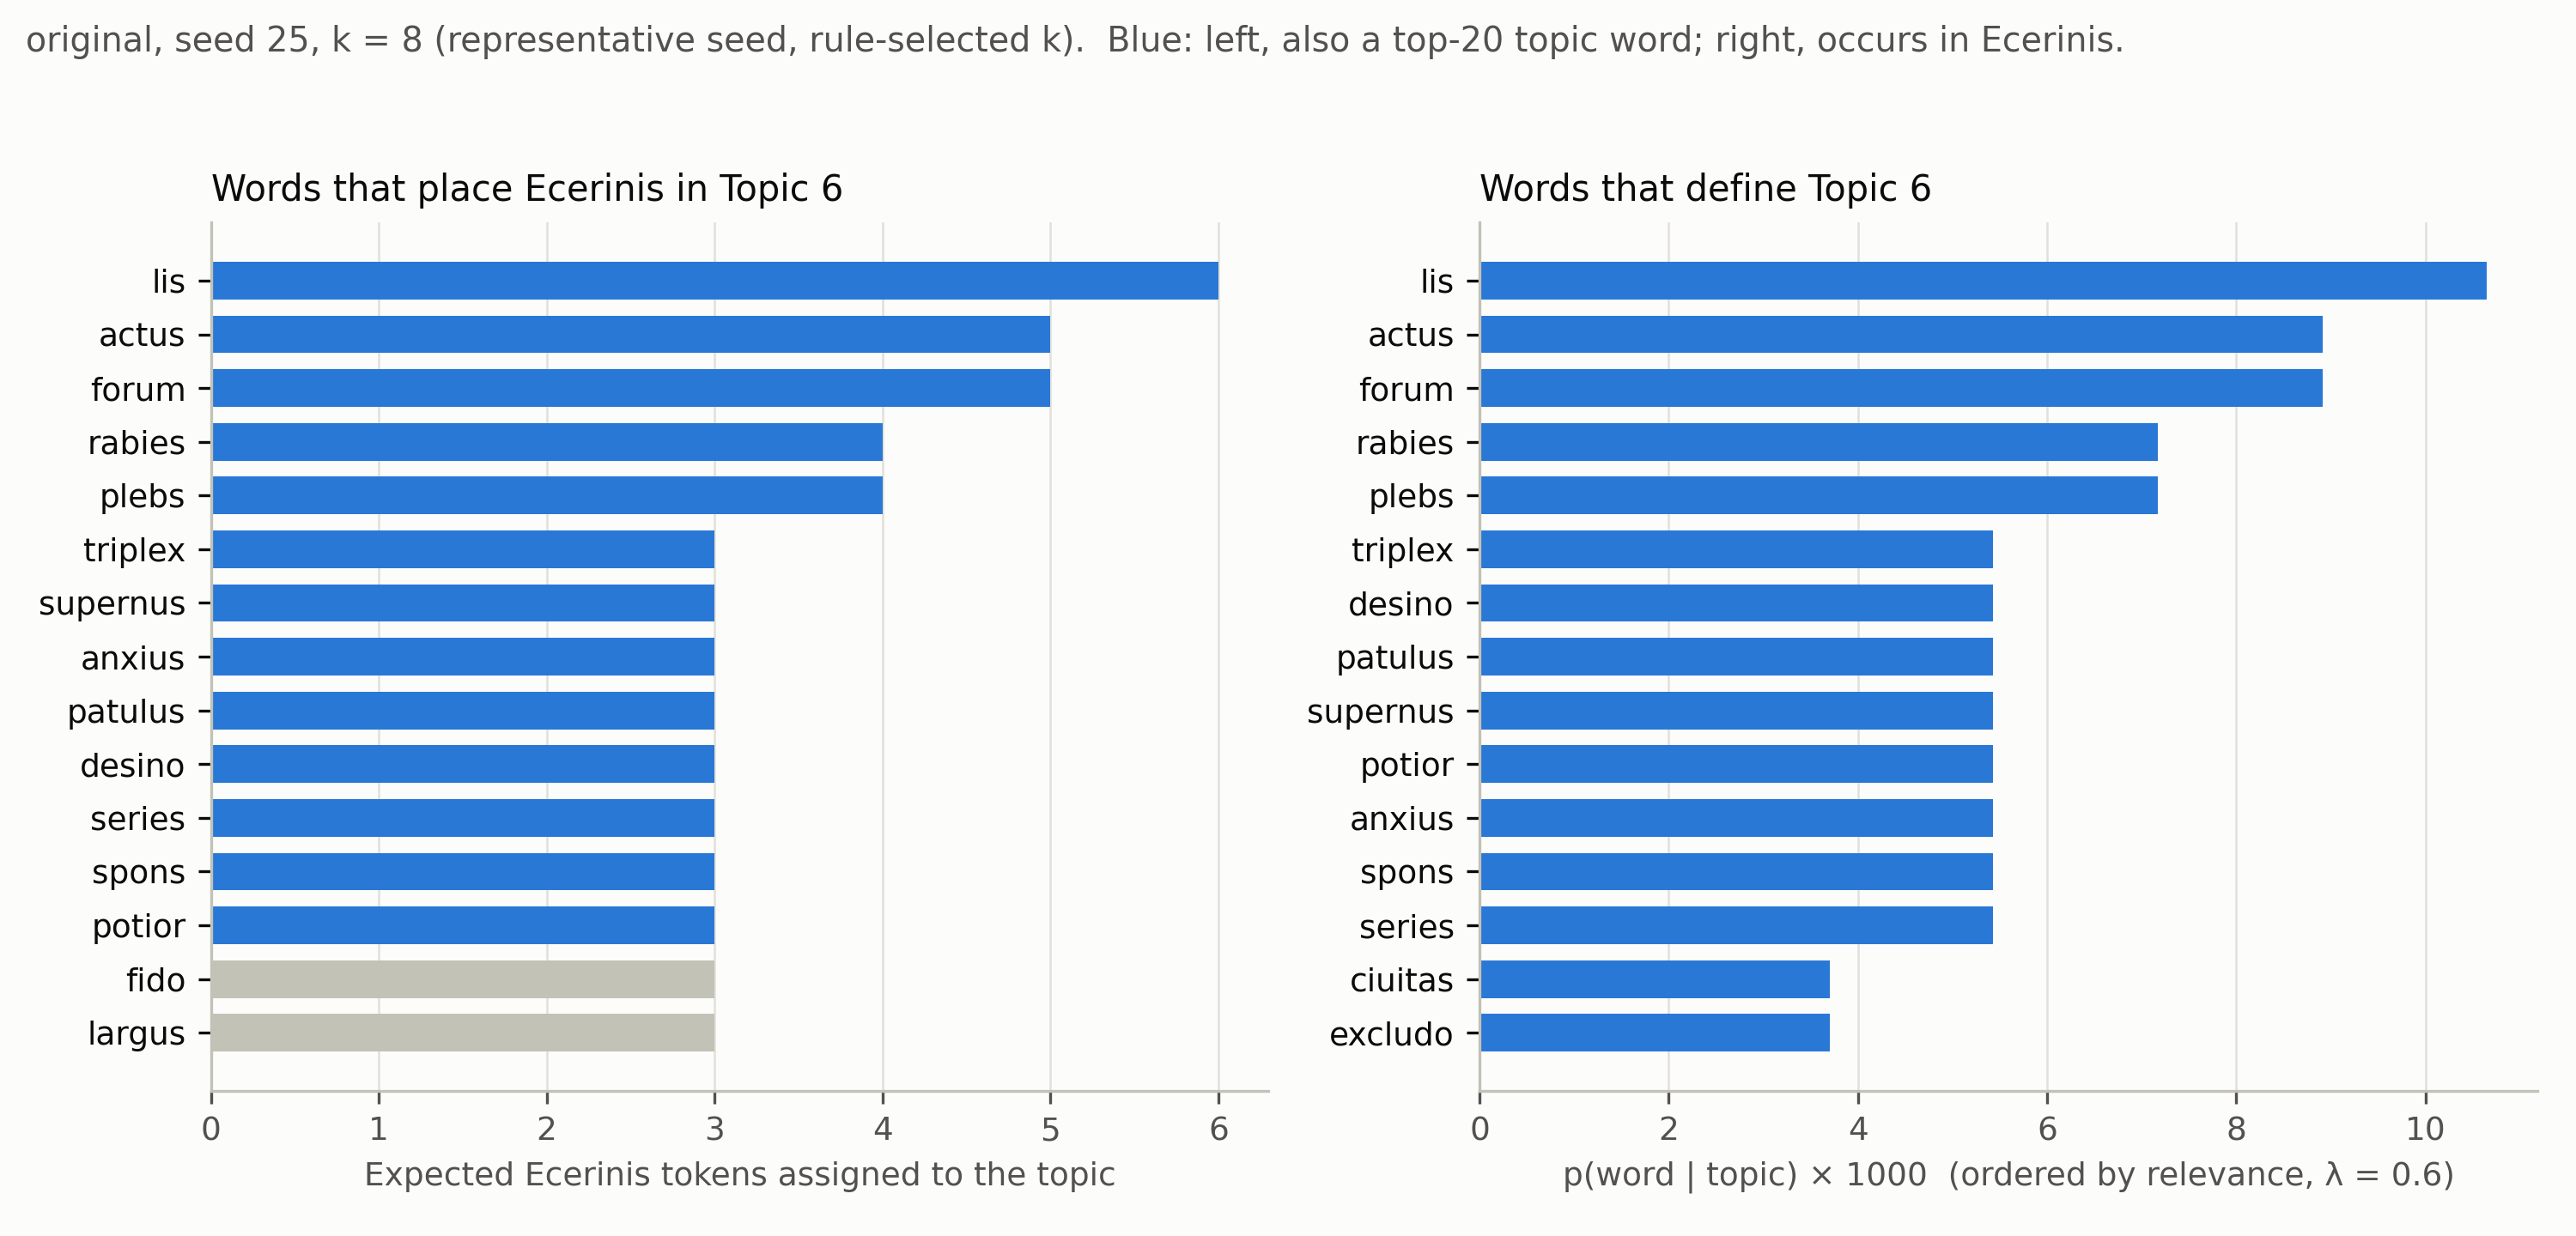 original, seed 25, k = 8 (representative seed, rule-selected k).  Blue: left, also a top-20 topic word; right, occurs in Ecerinis.
Words that place Ecerinis in Topic 6
lis
actus
forum
rabies
plebs
triplex
supernus
anxius
patulus
desino
series
spons
potior
fido
largus
0 1 2 3 4 5 6
Expected Ecerinis tokens assigned to the topic
Words that define Topic 6
lis
actus
forum
rabies
plebs
triplex
desino
patulus
supernus
potior
anxius
spons
series
ciuitas
excludo
0 2 4 6 8 10
p(word | topic) × 1000  (ordered by relevance, λ = 0.6)